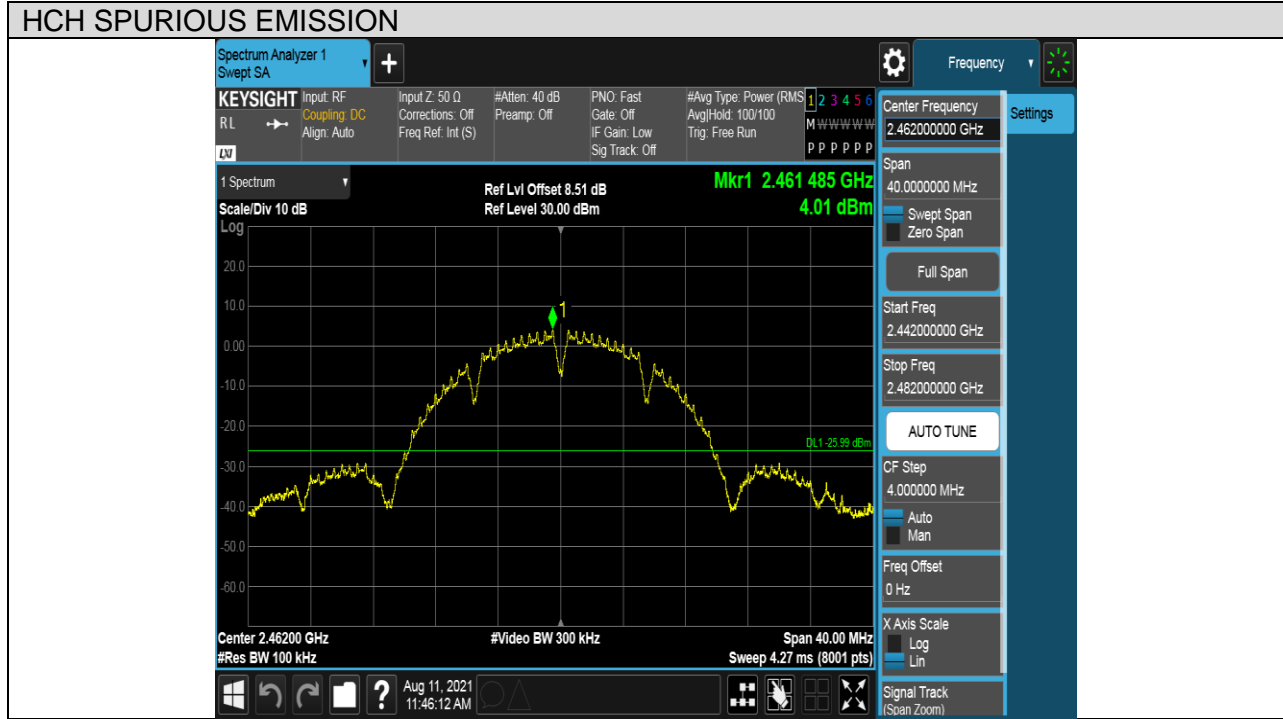 HCH SPURIOUS EMISSION
Spectrum Analyzer 1
Swept SA
+
Frequency
KEYSIGHT
RL
LXI
Input: RF
Coupling: DC
Align: Auto
Input Z: 50 Ω
Corrections: Off
Freq Ref: Int (S)
#Atten: 40 dB
Preamp: Off
PNO: Fast
Gate: Off
IF Gain: Low
Sig Track: Off
#Avg Type: Power (RMS
Avg|Hold: 100/100
Trig: Free Run
1 2 3 4 5 6
M W W W W W
P P P P P P
1 Spectrum
Scale/Div 10 dB
Ref Lvl Offset 8.51 dB
Ref Level 30.00 dBm
Mkr1 2.461 485 GHz
4.01 dBm
Log
20.0
10.0
0.00
-10.0
-20.0
-30.0
-40.0
-50.0
-60.0
1
DL1 -25.99 dBm
Center 2.46200 GHz
#Res BW 100 kHz
#Video BW 300 kHz
Span 40.00 MHz
Sweep 4.27 ms (8001 pts)
Center Frequency
2.462000000 GHz
Settings
Span
40.0000000 MHz
Swept Span
Zero Span
Full Span
Start Freq
2.442000000 GHz
Stop Freq
2.482000000 GHz
AUTO TUNE
CF Step
4.000000 MHz
Auto
Man
Freq Offset
0 Hz
X Axis Scale
Log
Lin
Signal Track
(Span Zoom)
?
Aug 11, 2021
11:46:12 AM